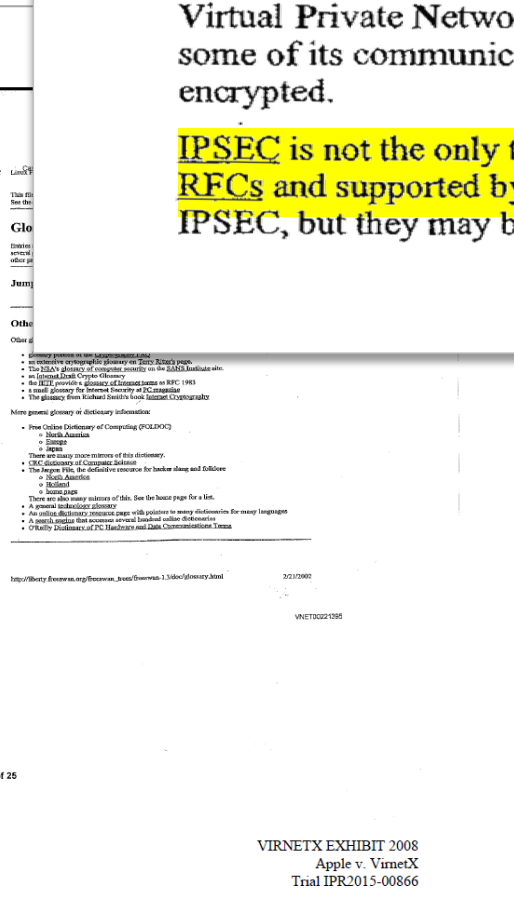 Virtual Private Netwo
some of its communic
encrypted.
IPSEC is not the only
RFCs and supported by
IPSEC, but they may b
This fil
See the
Glo
Entries
several
other p
Jump
Othe
Other g
an extensive crytographic glossary on Terry Ritter's page.
The NSA's glossary of computer security on the SANS Institute site.
an Internet Draft Crypto Glossary
the IETF provide a glossary of Internet terms as RFC 1983
a small glossary for Internet Security at PC magazine
The glossary from Richard Smith's book Internet Cryptography
More general glossary or dictionary information:
Free Online Dictionary of Computing (FOLDOC)
North America
Europe
Japan
There are many more mirrors of this dictionary.
CRC dictionary of Computer Science
The Jargon File, the definitive resource for hacker slang and folklore
North America
Holland
home page
There are also many mirrors of this. See the home page for a list.
A general technology glossary
An online dictionary resource page with pointers to many dictionaries for many languages
A search engine that accesses several hundred online dictionaries
O'Reilly Dictionary of PC Hardware and Data Communications Terms
http://liberty.freeswan.org/freeswan_trees/freeswan-1.3/doc/glossary.html 2/21/2002
VNET00221395
f 25
VIRNETX EXHIBIT 2008
Apple v. VirnetX
Trial IPR2015-00866